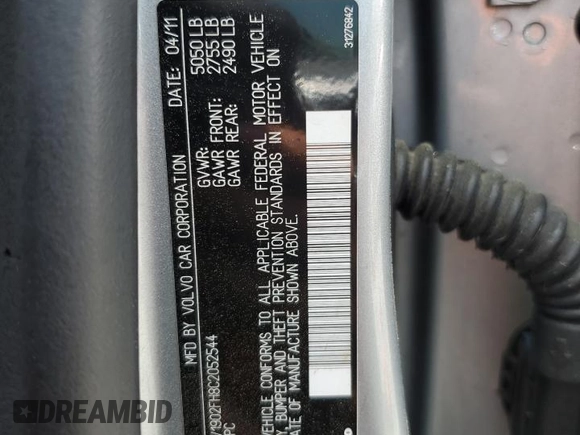 MFD BY VOLVO CAR CORPORATION DATE: 04/11
GVWR: 5050 LB
GAWR FRONT: 2755 LB
GAWR REAR: 2490 LB
VEHICLE CONFORMS TO ALL APPLICABLE FEDERAL MOTOR VEHICLE
BUMPER AND THEFT PREVENTION STANDARDS IN EFFECT ON
OF MANUFACTURE SHOWN ABOVE.
1902FH8C2052544
PC
31276842
DREAMBID